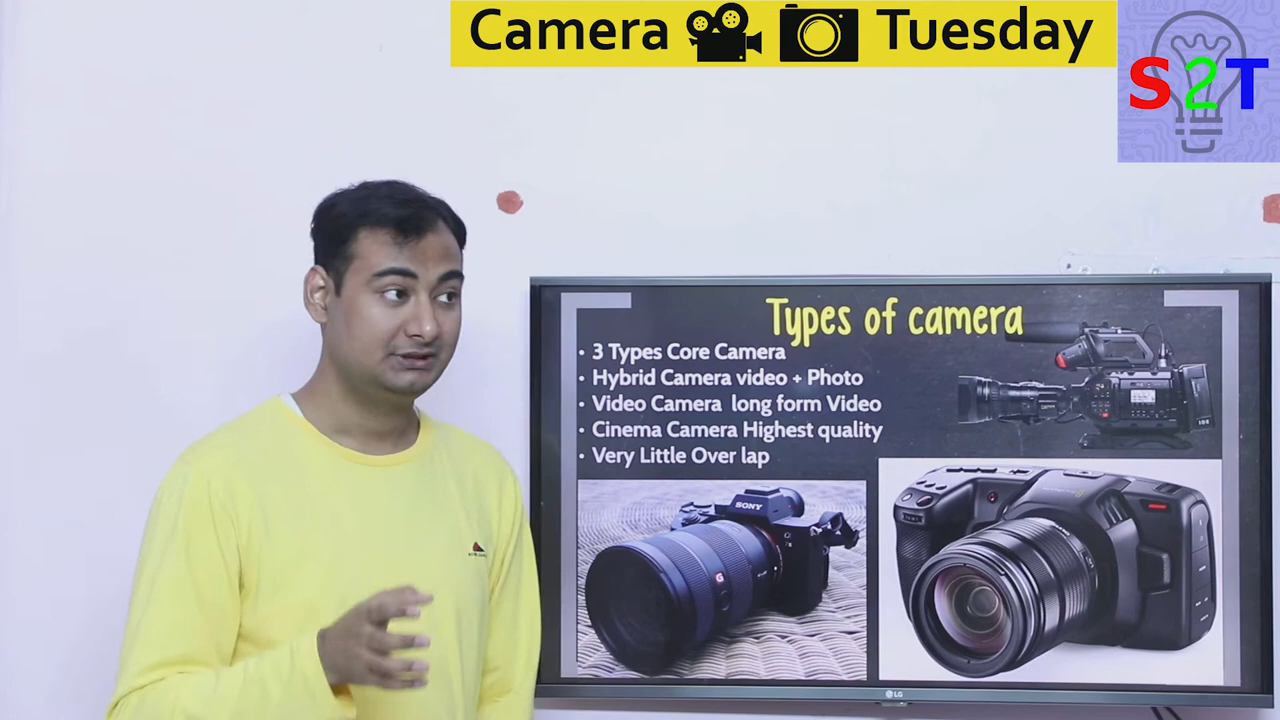 Camera Tuesday
S2T
Types of camera
• 3 Types Core Camera
• Hybrid Camera video + Photo
• Video Camera long form Video
• Cinema Camera Highest quality
• Very Little Over lap
SONY
G
LG